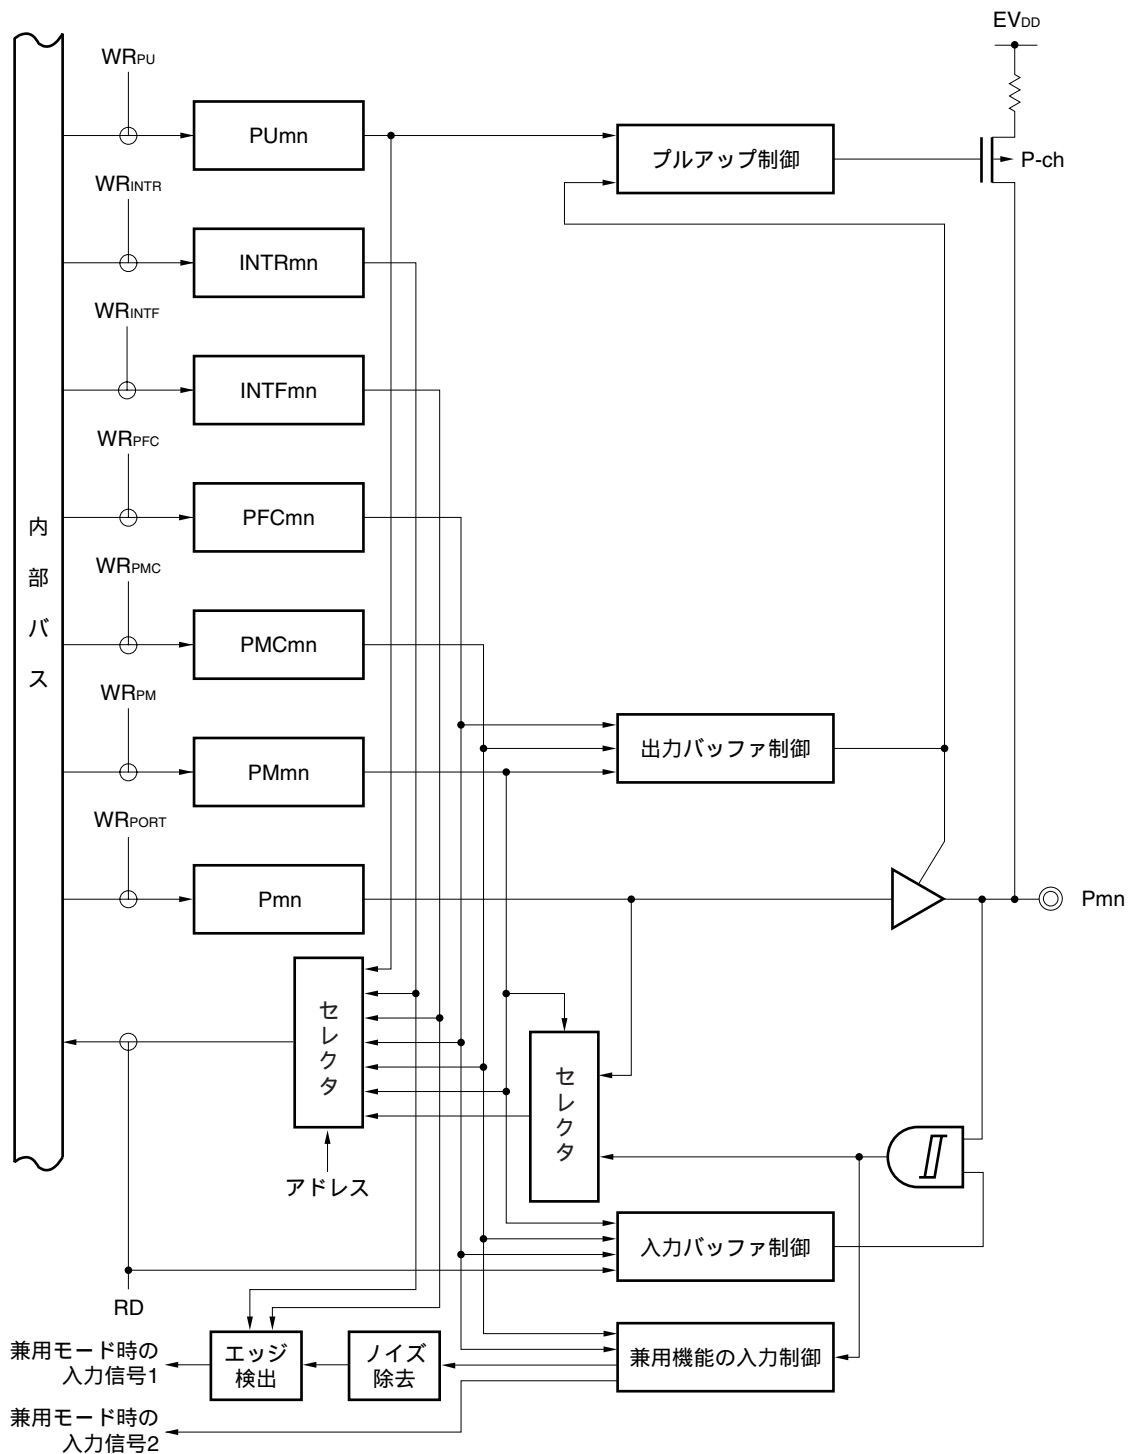 EVDD
WRPU
PUmn
プルアップ制御
P-ch
WRINTR
INTRmn
WRINTF
INTFmn
WRPFC
PFCmn
内部バス
WRPMC
PMCmn
WRPM
PMmn
出力バッファ制御
WRPORT
Pmn
Pmn
セレクタ
セレクタ
アドレス
入力バッファ制御
RD
兼用モード時の
入力信号1
エッジ
検出
ノイズ
除去
兼用機能の入力制御
兼用モード時の
入力信号2